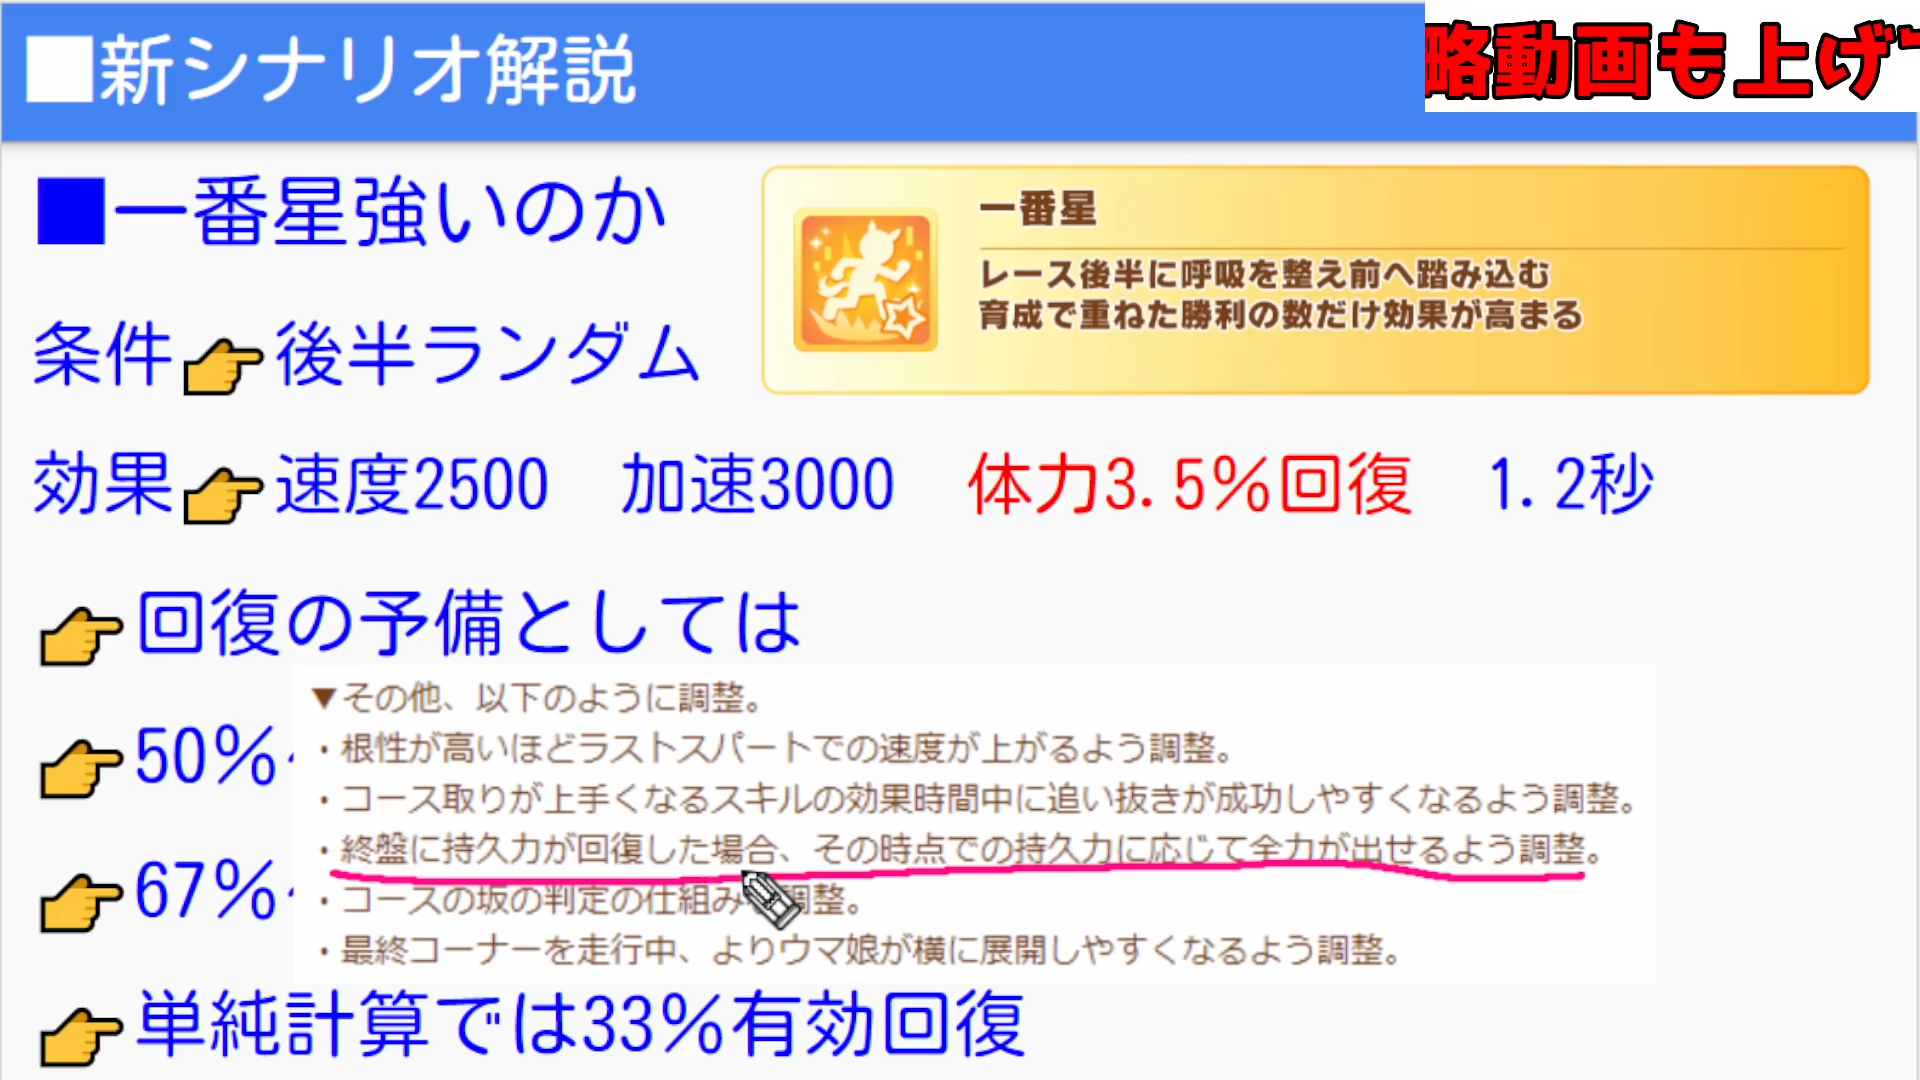 ■新シナリオ解説
略動画も上げ
■一番星強いのか
一番星
レース後半に呼吸を整え前へ踏み込む
育成で重ねた勝利の数だけ効果が高まる
条件👉後半ランダム
効果👉速度2500 加速3000 体力3.5%回復 1.2秒
👉回復の予備としては
▼その他、以下のように調整。
・根性が高いほどラストスパートでの速度が上がるよう調整。
👉50%
・コース取りが上手くなるスキルの効果時間中に追い抜きが成功しやすくなるよう調整。
・終盤に持久力が回復した場合、その時点での持久力に応じて全力が出せるよう調整。
👉67%
・コースの坂の判定の仕組み 調整。
・最終コーナーを走行中、よりウマ娘が横に展開しやすくなるよう調整。
👉単純計算では33%有効回復